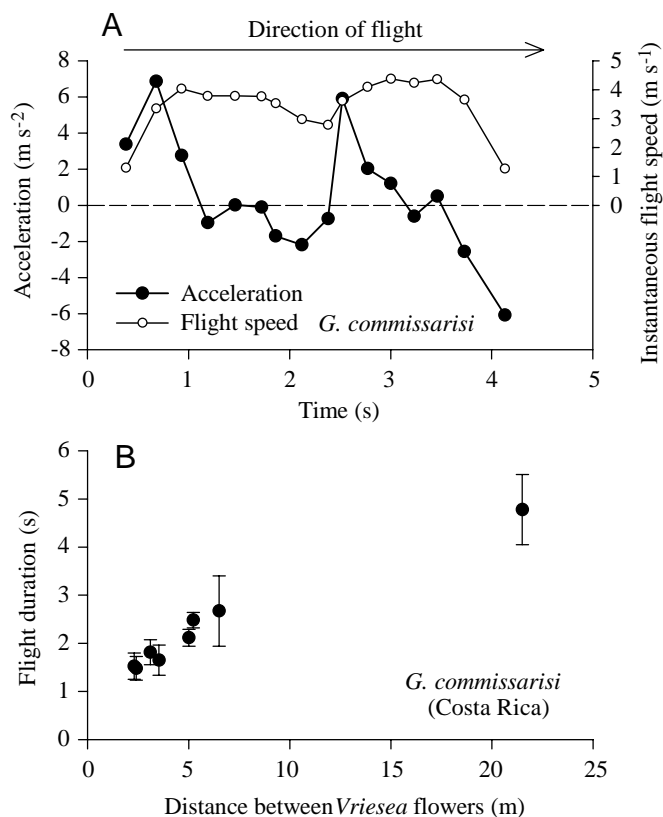 A
Direction of flight
8
6
4
2
0
-2
-4
-6
-8
Acceleration (m s-2)
5
4
3
2
1
0
Instantaneous flight speed (m s-1)
Acceleration
Flight speed
G. commissarisi
0 1 2 3 4 5
Time (s)
B
6
5
4
3
2
1
0
Flight duration (s)
G. commissarisi
(Costa Rica)
0 5 10 15 20 25
Distance between Vriesea flowers (m)